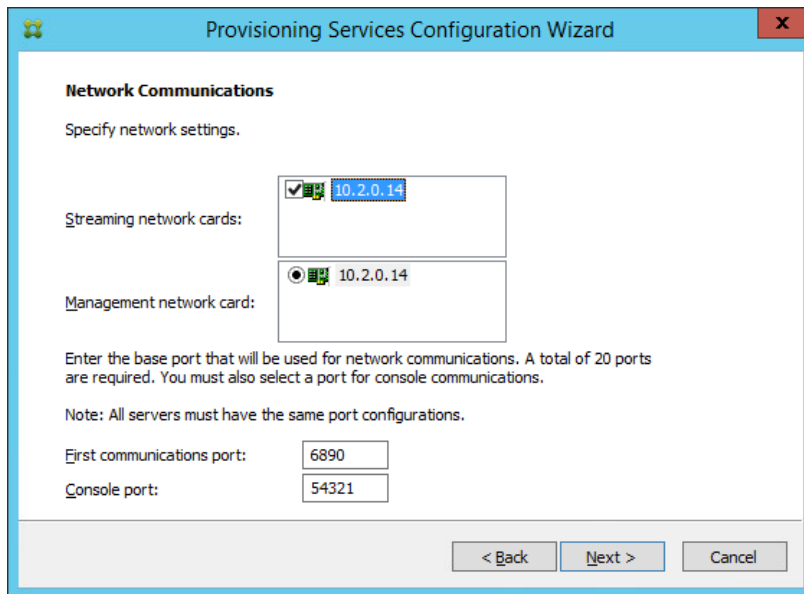 Provisioning Services Configuration Wizard
x
Network Communications
Specify network settings.
Streaming network cards:
10.2.0.14
Management network card:
10.2.0.14
Enter the base port that will be used for network communications. A total of 20 ports
are required. You must also select a port for console communications.
Note: All servers must have the same port configurations.
First communications port: 6890
Console port: 54321
< Back Next > Cancel